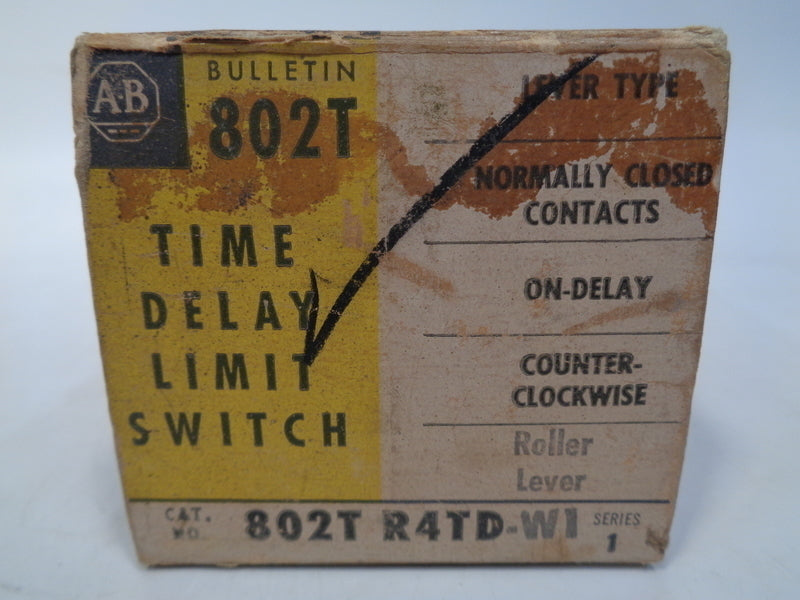 A-B
BULLETIN
802T
TIME
DELAY
LIMIT
SWITCH
LEVER TYPE
NORMALLY CLOSED
CONTACTS
ON-DELAY
COUNTER-
CLOCKWISE
Roller
Lever
CAT.
NO
802T R4TD-W1
SERIES
1